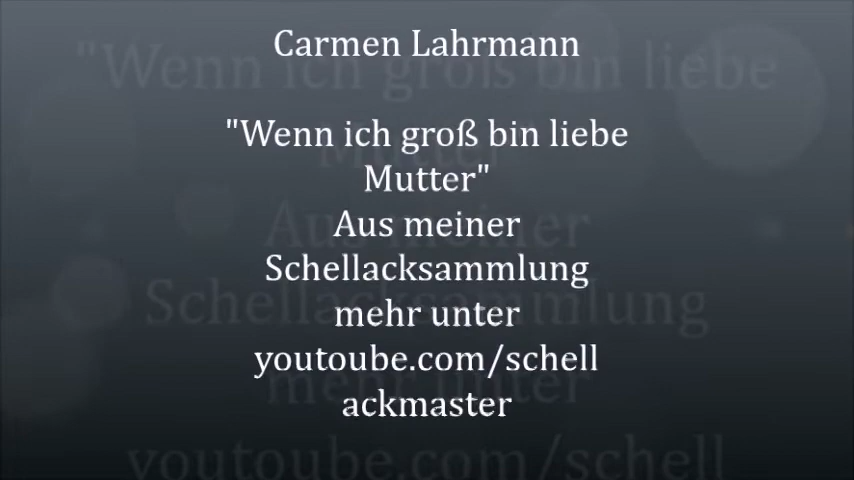 Carmen Lahrmann
"Wenn ich groß bin liebe
Mutter"
Aus meiner
Schellacksammlung
mehr unter
youtoube.com/schell
ackmaster